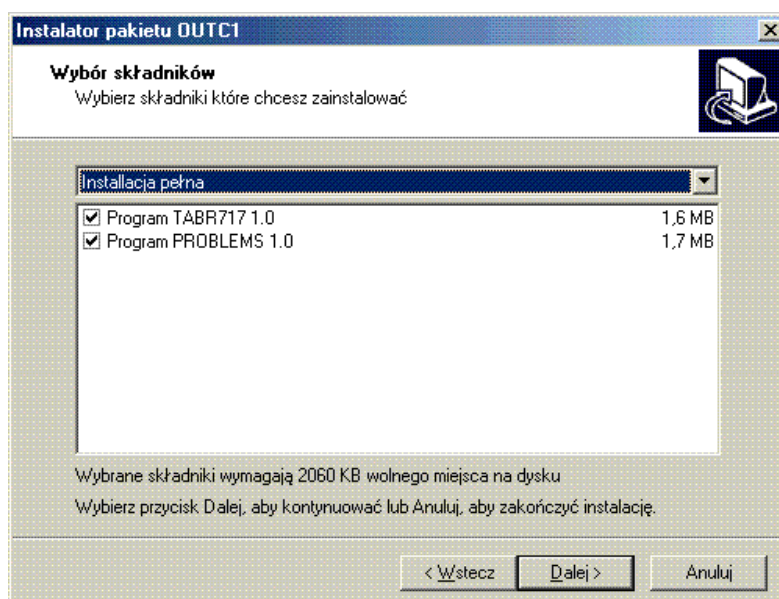 Instalator pakietu OUTC1
Wybór składników
Wybierz składniki które chcesz zainstalować
Installacja pełna
Program TABR717 1.0 1,6 MB
Program PROBLEMS 1.0 1,7 MB
Wybrane składniki wymagają 2060 KB wolnego miejsca na dysku
Wybierz przycisk Dalej, aby kontynuować lub Anuluj, aby zakończyć instalację.
< Wstecz Dalej > Anuluj